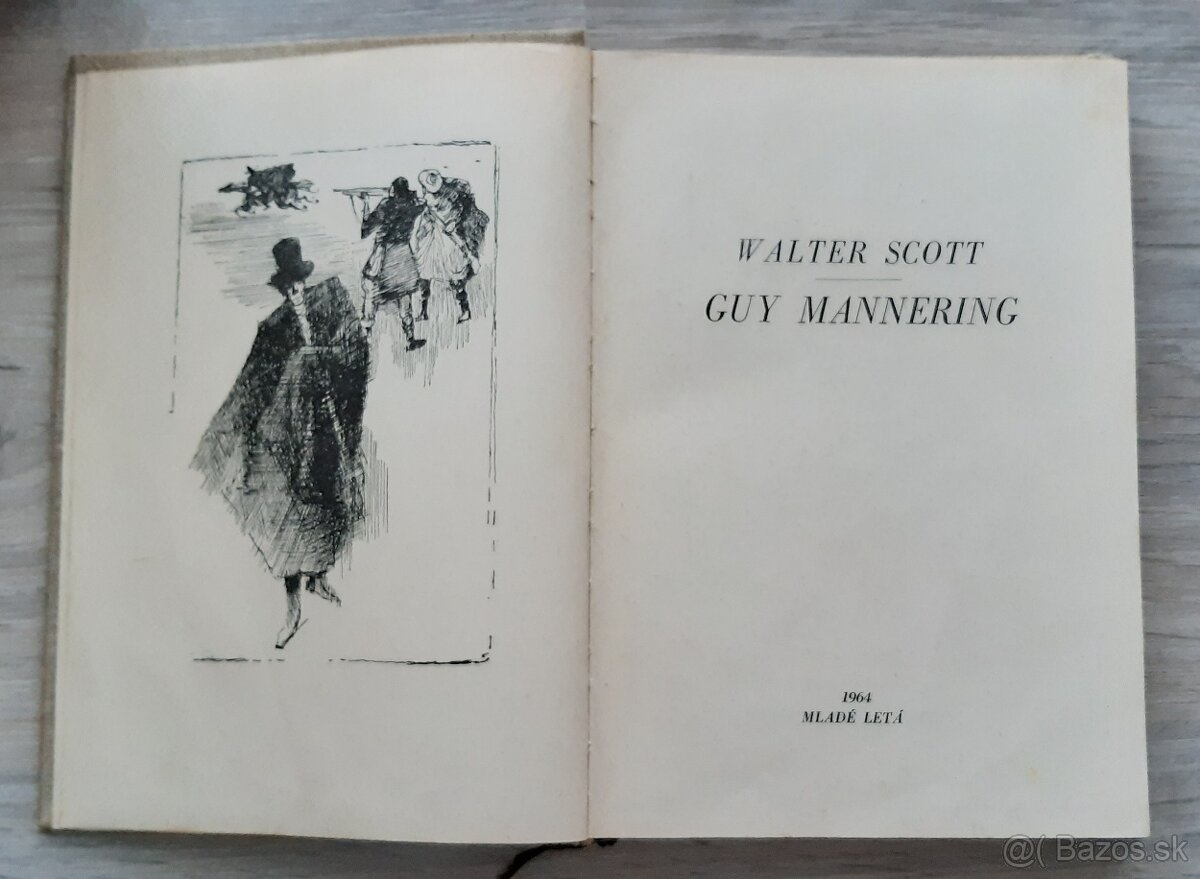 WALTER SCOTT
GUY MANNERING
1964
MLADÉ LETÁ
@( Bazos.sk